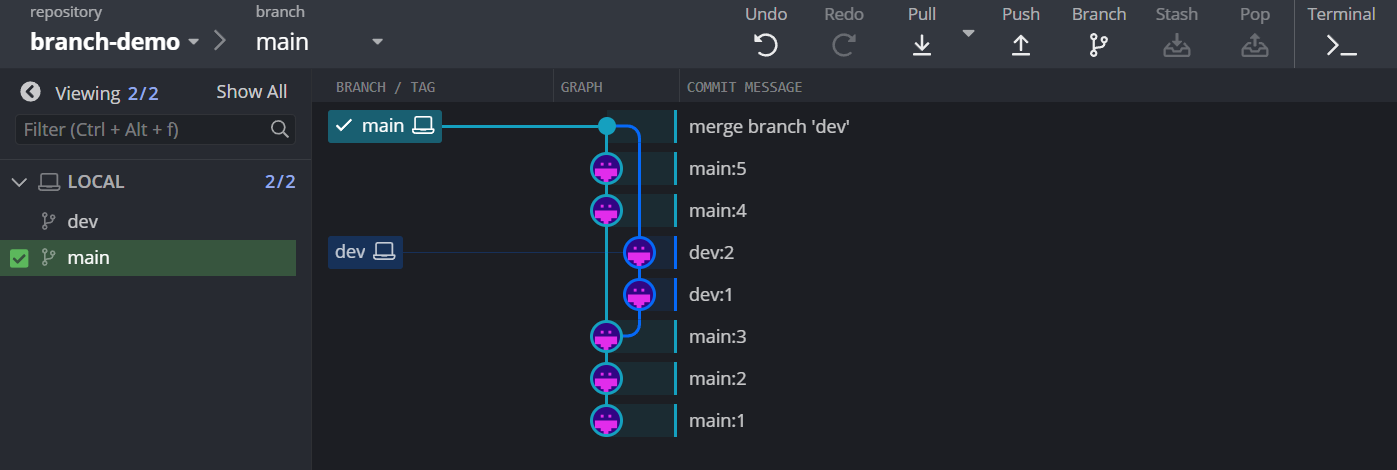 repository
branch-demo
branch
main
Undo
Redo
Pull
Push
Branch
Stash
Pop
Terminal
Viewing 2/2
Show All
Filter (Ctrl + Alt + f)
LOCAL
2/2
dev
main
BRANCH / TAG
GRAPH
COMMIT MESSAGE
main
merge branch 'dev'
main:5
main:4
dev
dev:2
dev:1
main:3
main:2
main:1